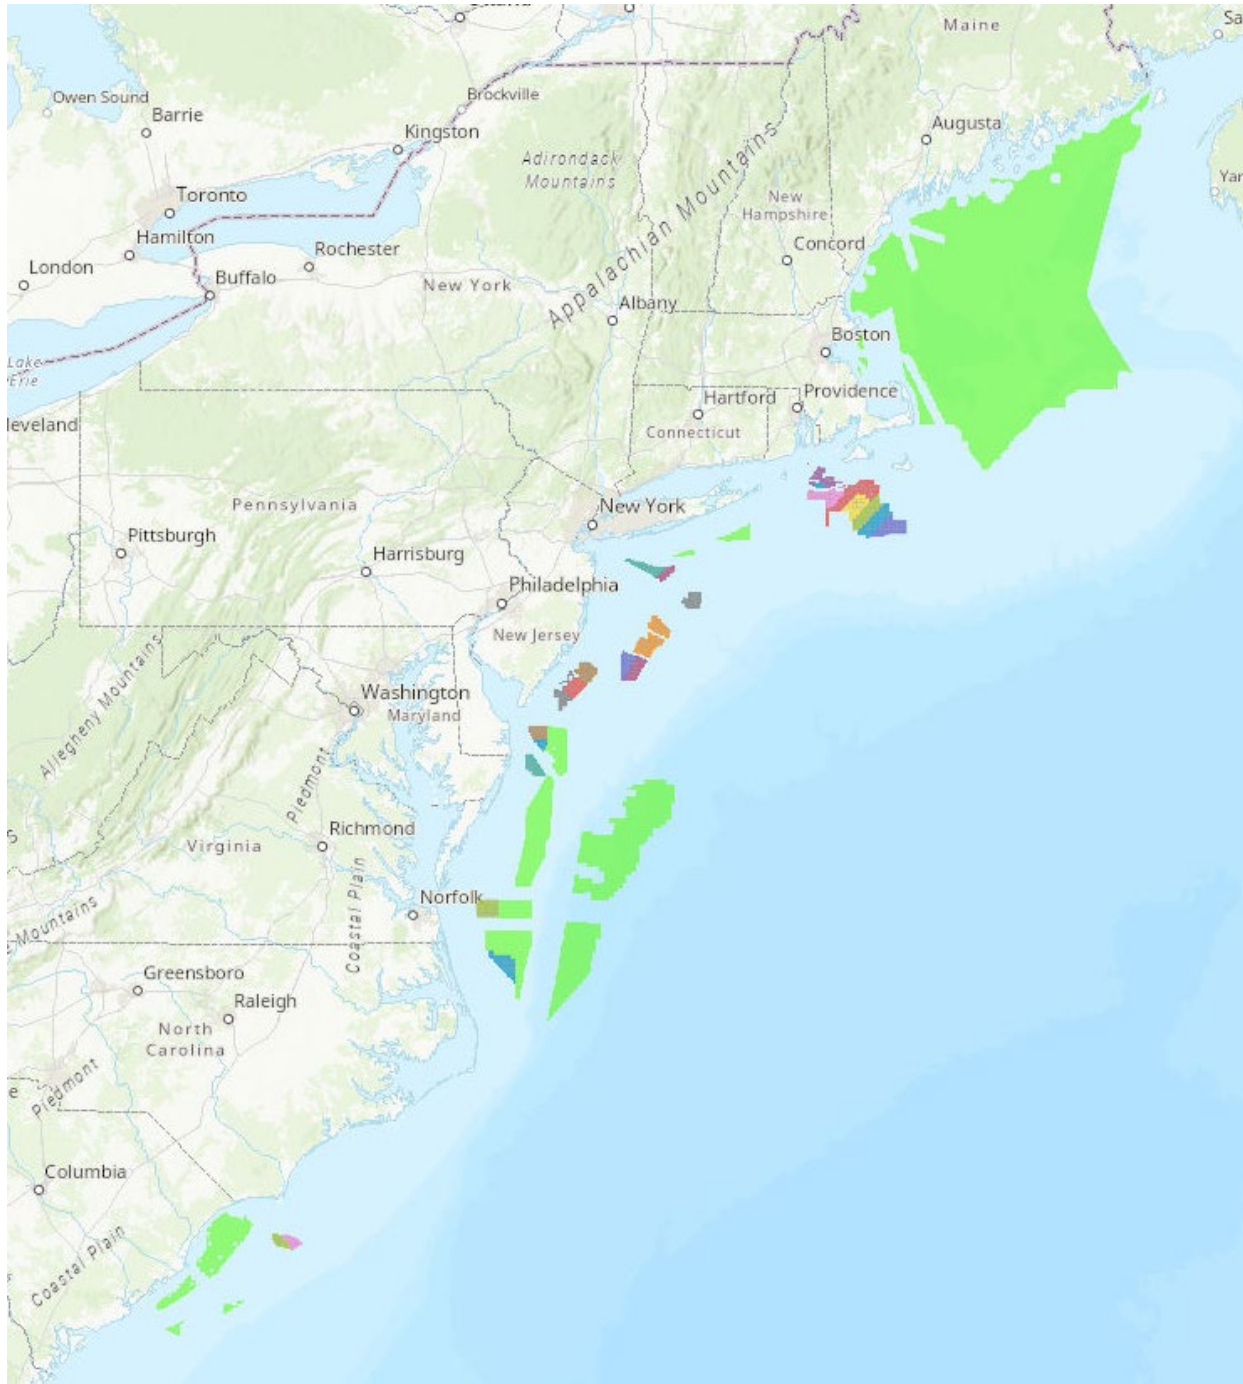 Maine
Sa
Owen Sound
Brockville
Barrie
Augusta
Kingston
Adirondack
Mountains
Appalachian Mountains
Yar
Toronto
New
Hampshire
Hamilton
Rochester
Concord
London
Buffalo
New York
Albany
Boston
Lake
Erie
Hartford
Providence
leveland
Connecticut
Pennsylvania
New York
Pittsburgh
Harrisburg
Philadelphia
New Jersey
Allegheny Mountains
Washington
Maryland
Piedmont
Richmond
Virginia
Coastal Plain
Norfolk
e Mountains
Greensboro
Raleigh
North
Carolina
Piedmont
e
Columbia
Coastal Plain